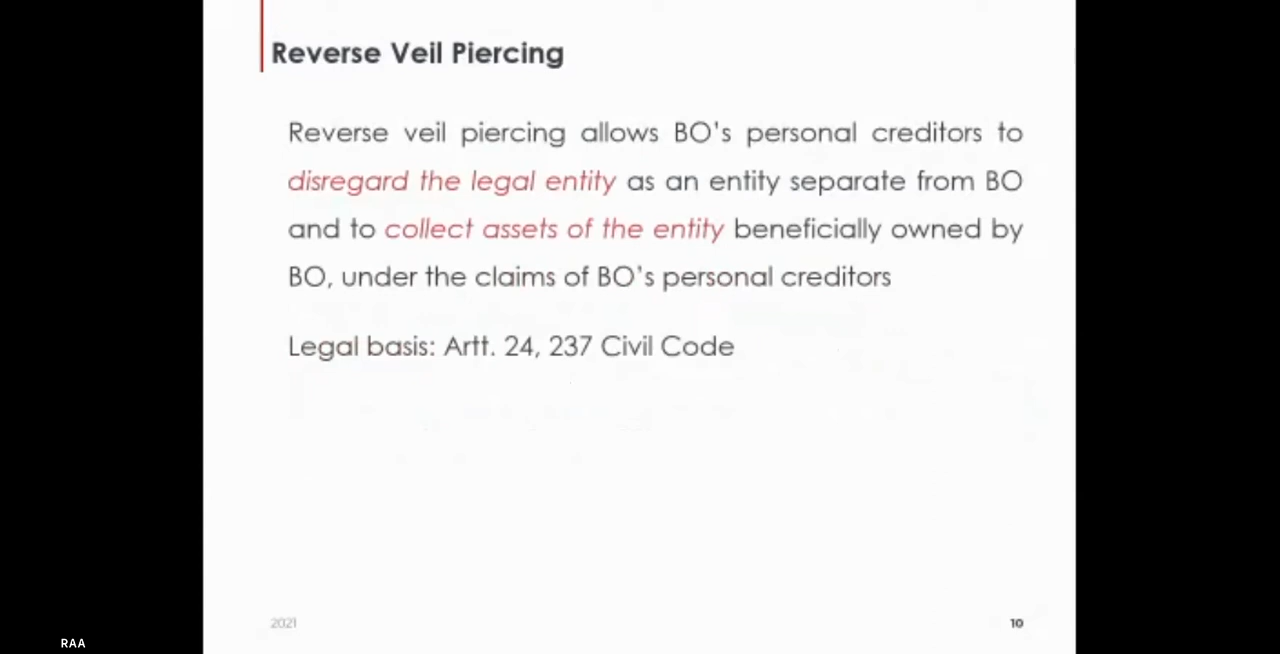 Reverse Veil Piercing
Reverse veil piercing allows BO's personal creditors to
disregard the legal entity as an entity separate from BO
and to collect assets of the entity beneficially owned by
BO, under the claims of BO's personal creditors
Legal basis: Artt. 24, 237 Civil Code
2021
10
RAA